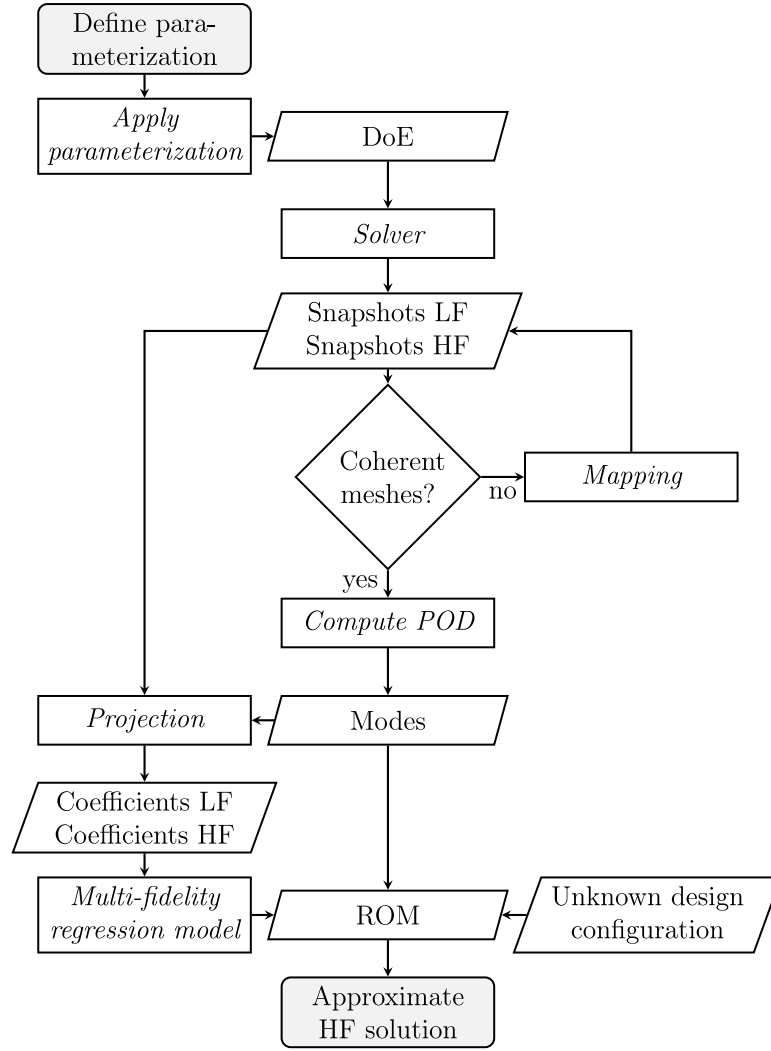 Define para-
meterization
Apply
parameterization
DoE
Solver
Snapshots LF
Snapshots HF
Coherent
meshes?
no
Mapping
yes
Compute POD
Projection
Modes
Coefficients LF
Coefficients HF
Multi-fidelity
regression model
ROM
Unknown design
configuration
Approximate
HF solution